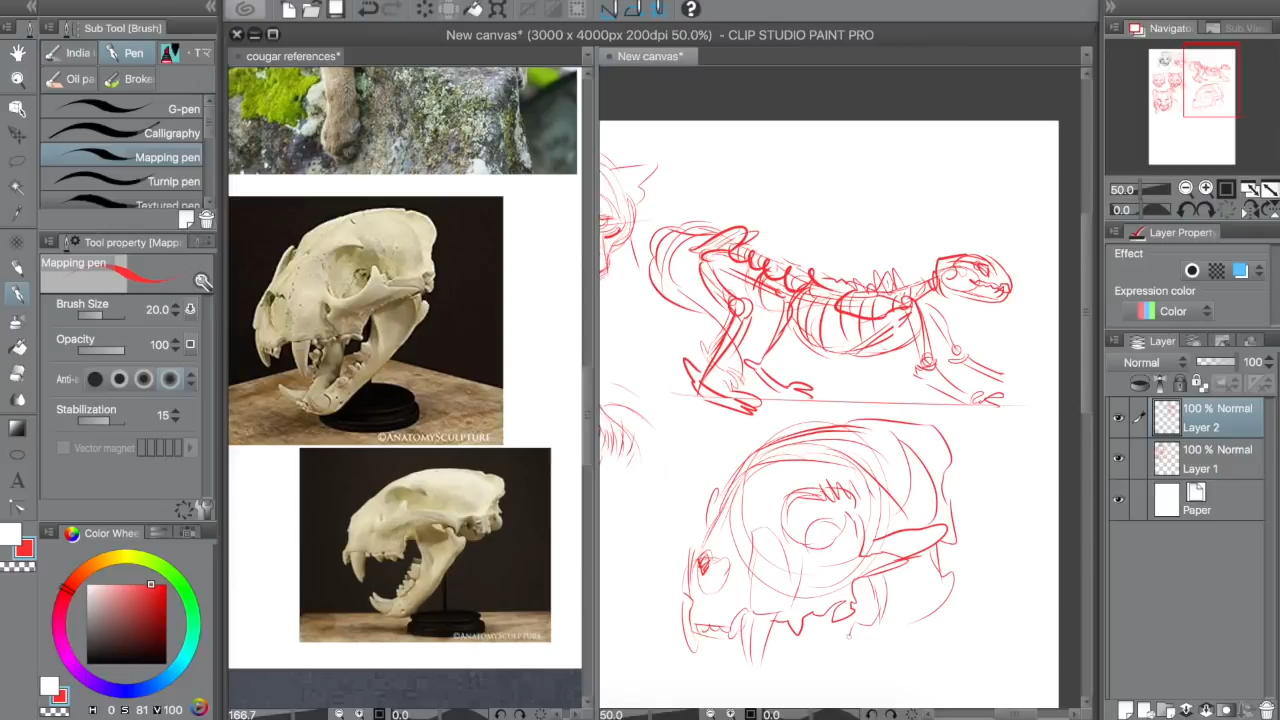 New canvas* (3000 x 4000px 200dpi 50.0%) - CLIP STUDIO PAINT PRO
Sub Tool [Brush]
India
Pen
Oil pa
Broke
G-pen
Calligraphy
Mapping pen
Turnip pen
Textured pen
Tool property [Mappi
Mapping pen
Brush Size
20.0
Opacity
100
Anti-a
Stabilization
15
Vector magnet
Color Whe
H 0 S 81 V 100
cougar references*
©ANATOMYSCULPTURE
©ANATOMYSCULPTURE
166.7
0.0
New canvas*
50.0
0.0
Navigato
Sub View
50.0
0.0
Layer Property
Effect
Expression color
Color
Layer
Normal
100
100 % Normal
Layer 2
100 % Normal
Layer 1
Paper